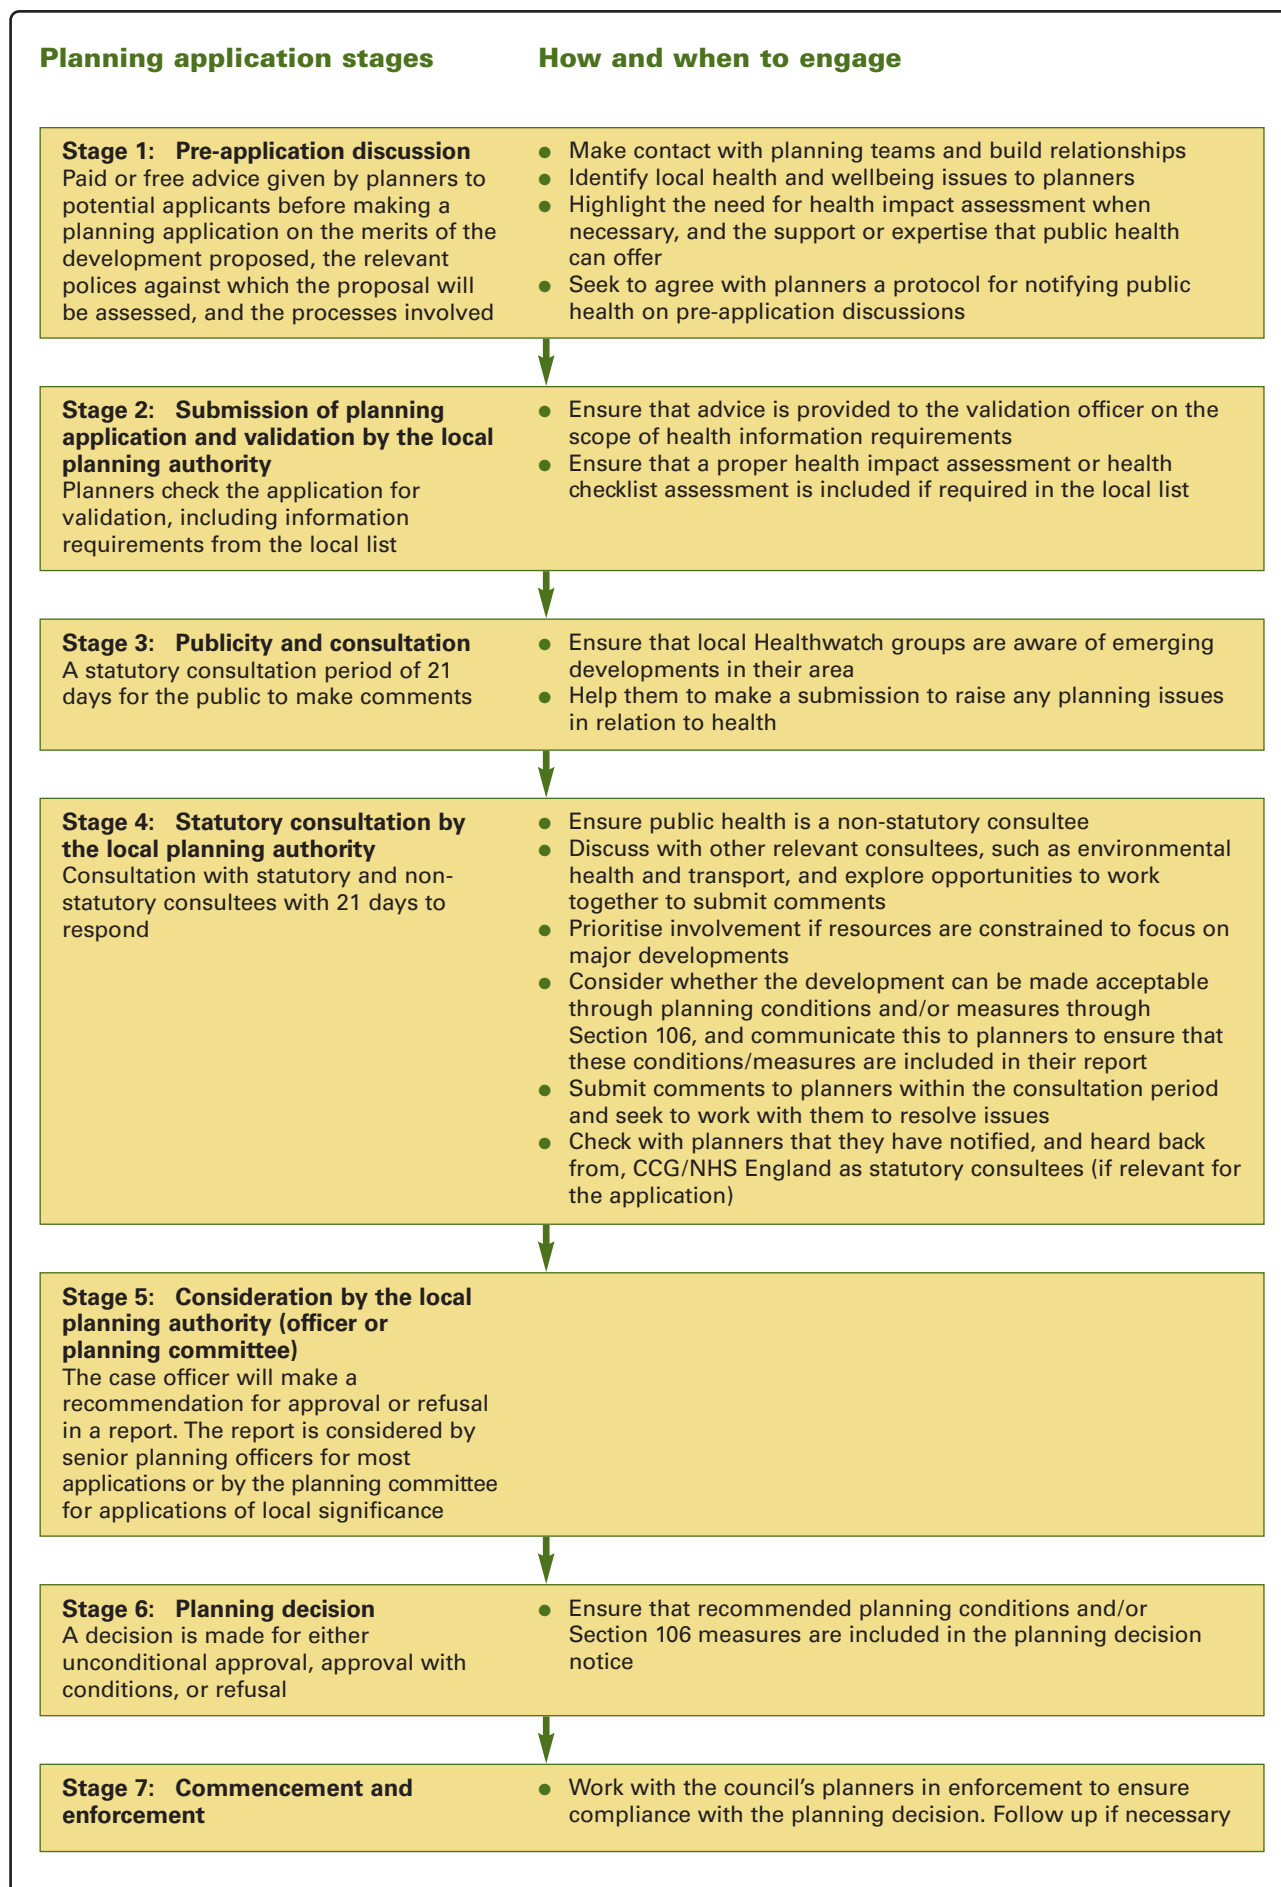 Planning application stages
How and when to engage
Stage 1: Pre-application discussion
Paid or free advice given by planners to
potential applicants before making a
planning application on the merits of the
development proposed, the relevant
polices against which the proposal will
be assessed, and the processes involved
● Make contact with planning teams and build relationships
● Identify local health and wellbeing issues to planners
● Highlight the need for health impact assessment when
necessary, and the support or expertise that public health
can offer
● Seek to agree with planners a protocol for notifying public
health on pre-application discussions
Stage 2: Submission of planning
application and validation by the local
planning authority
Planners check the application for
validation, including information
requirements from the local list
● Ensure that advice is provided to the validation officer on the
scope of health information requirements
● Ensure that a proper health impact assessment or health
checklist assessment is included if required in the local list
Stage 3: Publicity and consultation
A statutory consultation period of 21
days for the public to make comments
● Ensure that local Healthwatch groups are aware of emerging
developments in their area
● Help them to make a submission to raise any planning issues
in relation to health
Stage 4: Statutory consultation by
the local planning authority
Consultation with statutory and non-
statutory consultees with 21 days to
respond
● Ensure public health is a non-statutory consultee
● Discuss with other relevant consultees, such as environmental
health and transport, and explore opportunities to work
together to submit comments
● Prioritise involvement if resources are constrained to focus on
major developments
● Consider whether the development can be made acceptable
through planning conditions and/or measures through
Section 106, and communicate this to planners to ensure that
these conditions/measures are included in their report
● Submit comments to planners within the consultation period
and seek to work with them to resolve issues
● Check with planners that they have notified, and heard back
from, CCG/NHS England as statutory consultees (if relevant for
the application)
Stage 5: Consideration by the local
planning authority (officer or
planning committee)
The case officer will make a
recommendation for approval or refusal
in a report. The report is considered by
senior planning officers for most
applications or by the planning committee
for applications of local significance
Stage 6: Planning decision
A decision is made for either
unconditional approval, approval with
conditions, or refusal
● Ensure that recommended planning conditions and/or
Section 106 measures are included in the planning decision
notice
Stage 7: Commencement and
enforcement
● Work with the council's planners in enforcement to ensure
compliance with the planning decision. Follow up if necessary